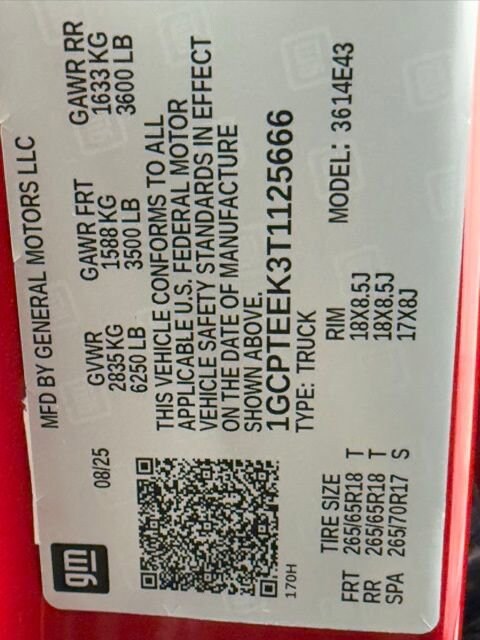 gm
MFD BY GENERAL MOTORS LLC
08/25
GVWR GAWR FRT GAWR RR
2835 KG 1588 KG 1633 KG
6250 LB 3500 LB 3600 LB
THIS VEHICLE CONFORMS TO ALL
APPLICABLE U.S. FEDERAL MOTOR
VEHICLE SAFETY STANDARDS IN EFFECT
ON THE DATE OF MANUFACTURE
SHOWN ABOVE.
1GCPTEEK3T1125666
TYPE: TRUCK
170H
MODEL: 3614E43
TIRE SIZE RIM
FRT 265/65R18 T 18X8.5J
RR 265/65R18 T 18X8.5J
SPA 265/70R17 S 17X8J